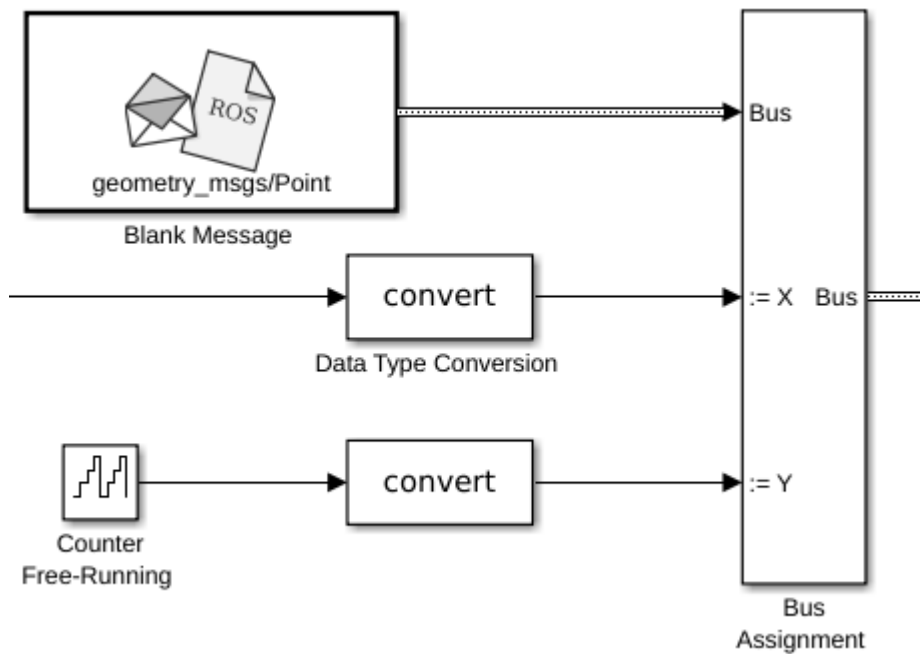 ROS
geometry_msgs/Point
Blank Message
Bus
convert
:= X
Bus
Data Type Conversion
convert
:= Y
Counter
Free-Running
Bus
Assignment